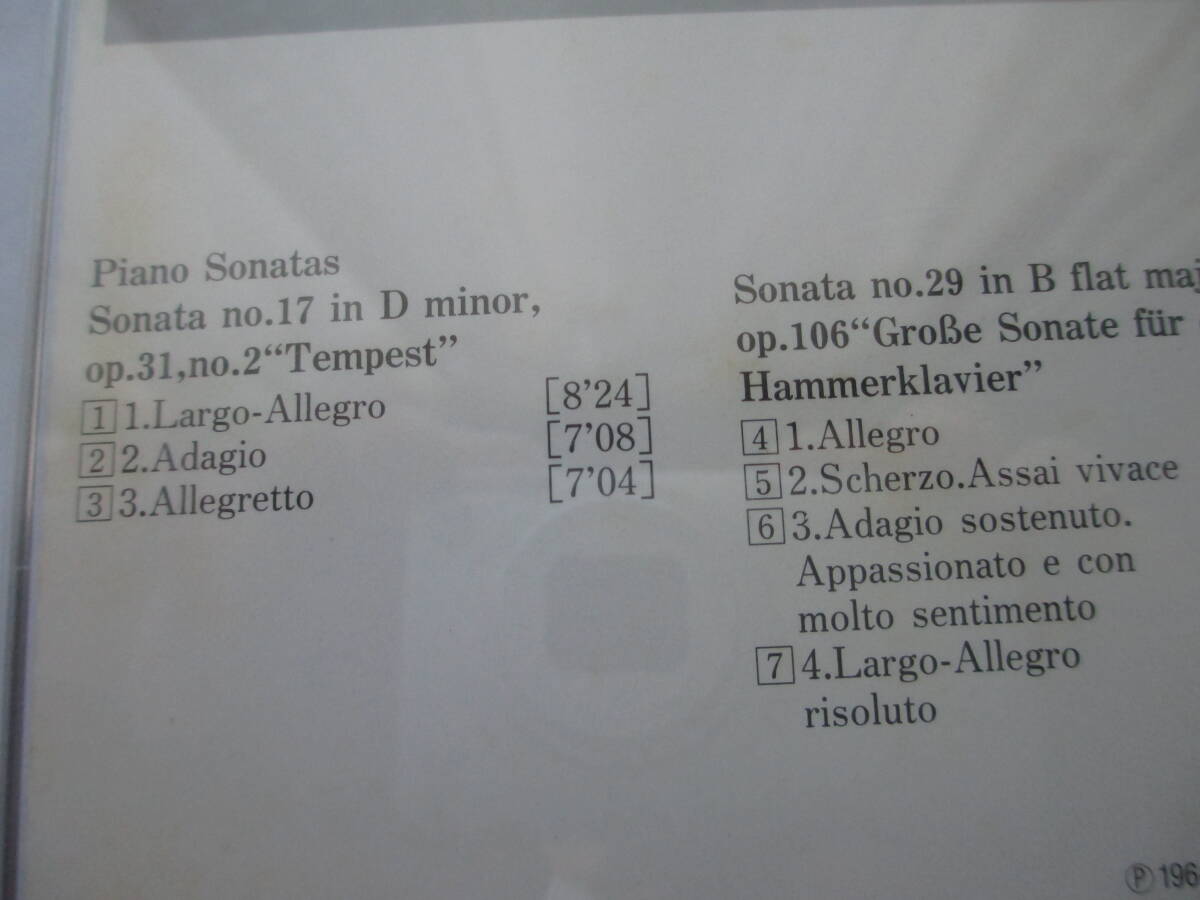 Piano Sonatas
Sonata no.17 in D minor,
op.31,no.2“Tempest”
1 1.Largo-Allegro [8’24]
2 2.Adagio [7’08]
3 3.Allegretto [7’04]
Sonata no.29 in B flat maj
op.106“Große Sonate für
Hammerklavier”
4 1.Allegro
5 2.Scherzo.Assai vivace
6 3.Adagio sostenuto.
Appassionato e con
molto sentimento
7 4.Largo-Allegro
risoluto
℗196